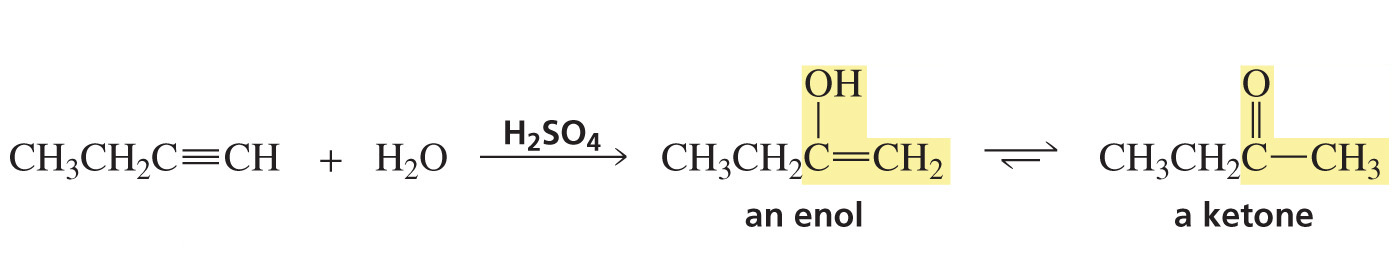 H₂SO₄
OH
O
CH₃CH₂C≡CH + H₂O CH₃CH₂C=CH₂ CH₃CH₂C—CH₃
an enol
a ketone